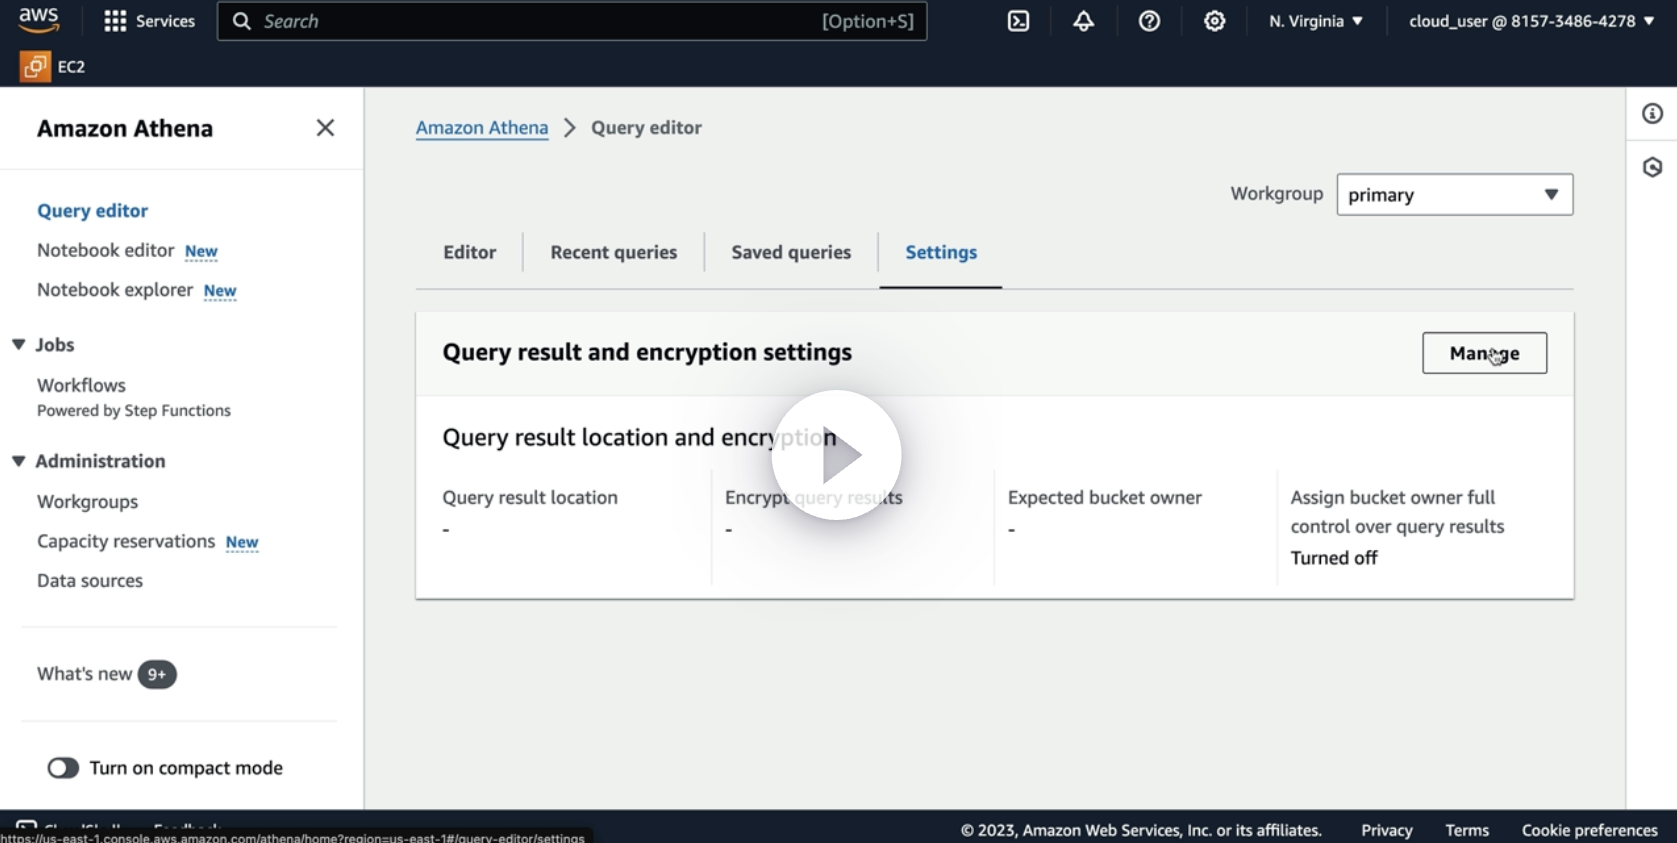 aws
Services
Search
[Option+S]
N. Virginia
cloud_user @ 8157-3486-4278
EC2
Amazon Athena
Query editor
Notebook editor New
Notebook explorer New
Jobs
Workflows
Powered by Step Functions
Administration
Workgroups
Capacity reservations New
Data sources
What's new 9+
Turn on compact mode
Amazon Athena
Query editor
Workgroup
primary
Editor
Recent queries
Saved queries
Settings
Query result and encryption settings
Manage
Query result location and encryption
Query result location
-
Encrypt query results
-
Expected bucket owner
-
Assign bucket owner full
control over query results
Turned off
CloudShell Feedback
https://us-east-1.console.aws.amazon.com/athena/home?region=us-east-1#/query-editor/settings
© 2023, Amazon Web Services, Inc. or its affiliates.
Privacy
Terms
Cookie preferences